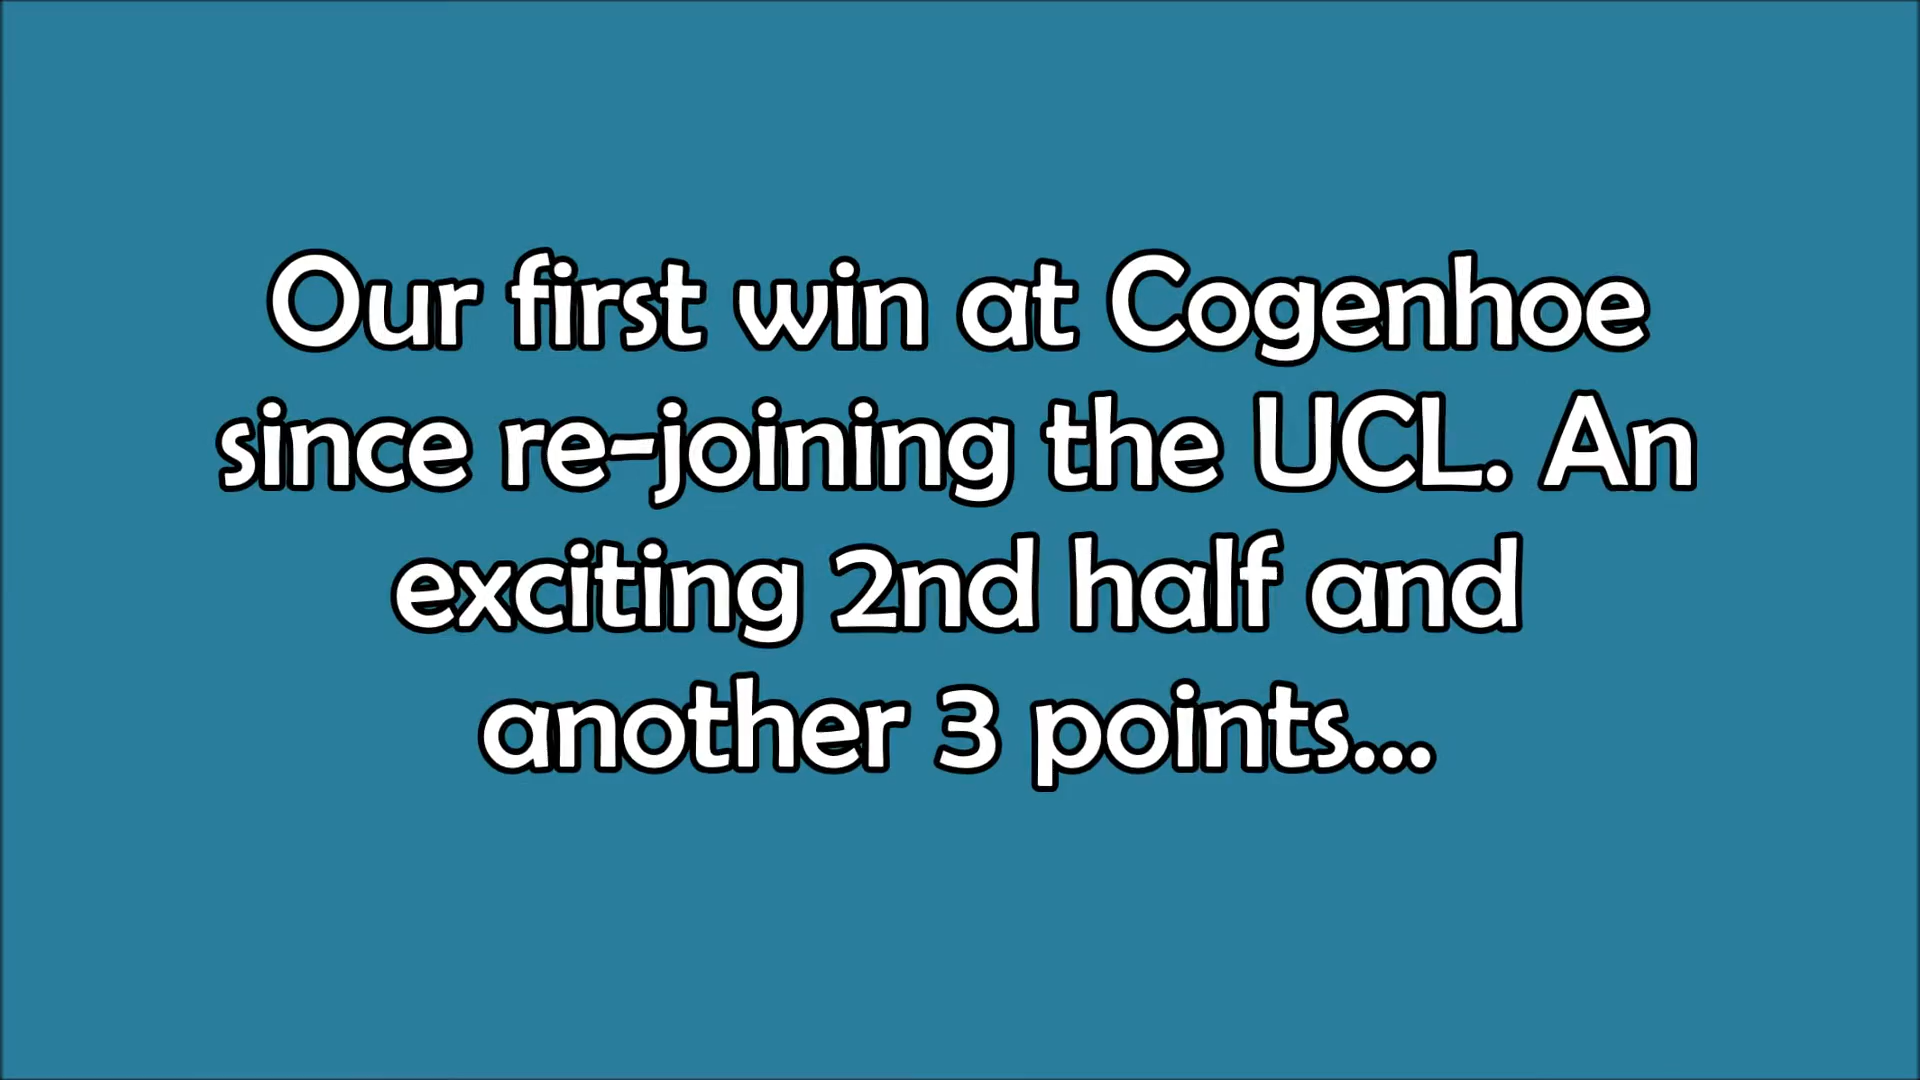 Our first win at Cogenhoe
since re-joining the UCL. An
exciting 2nd half and
another 3 points...